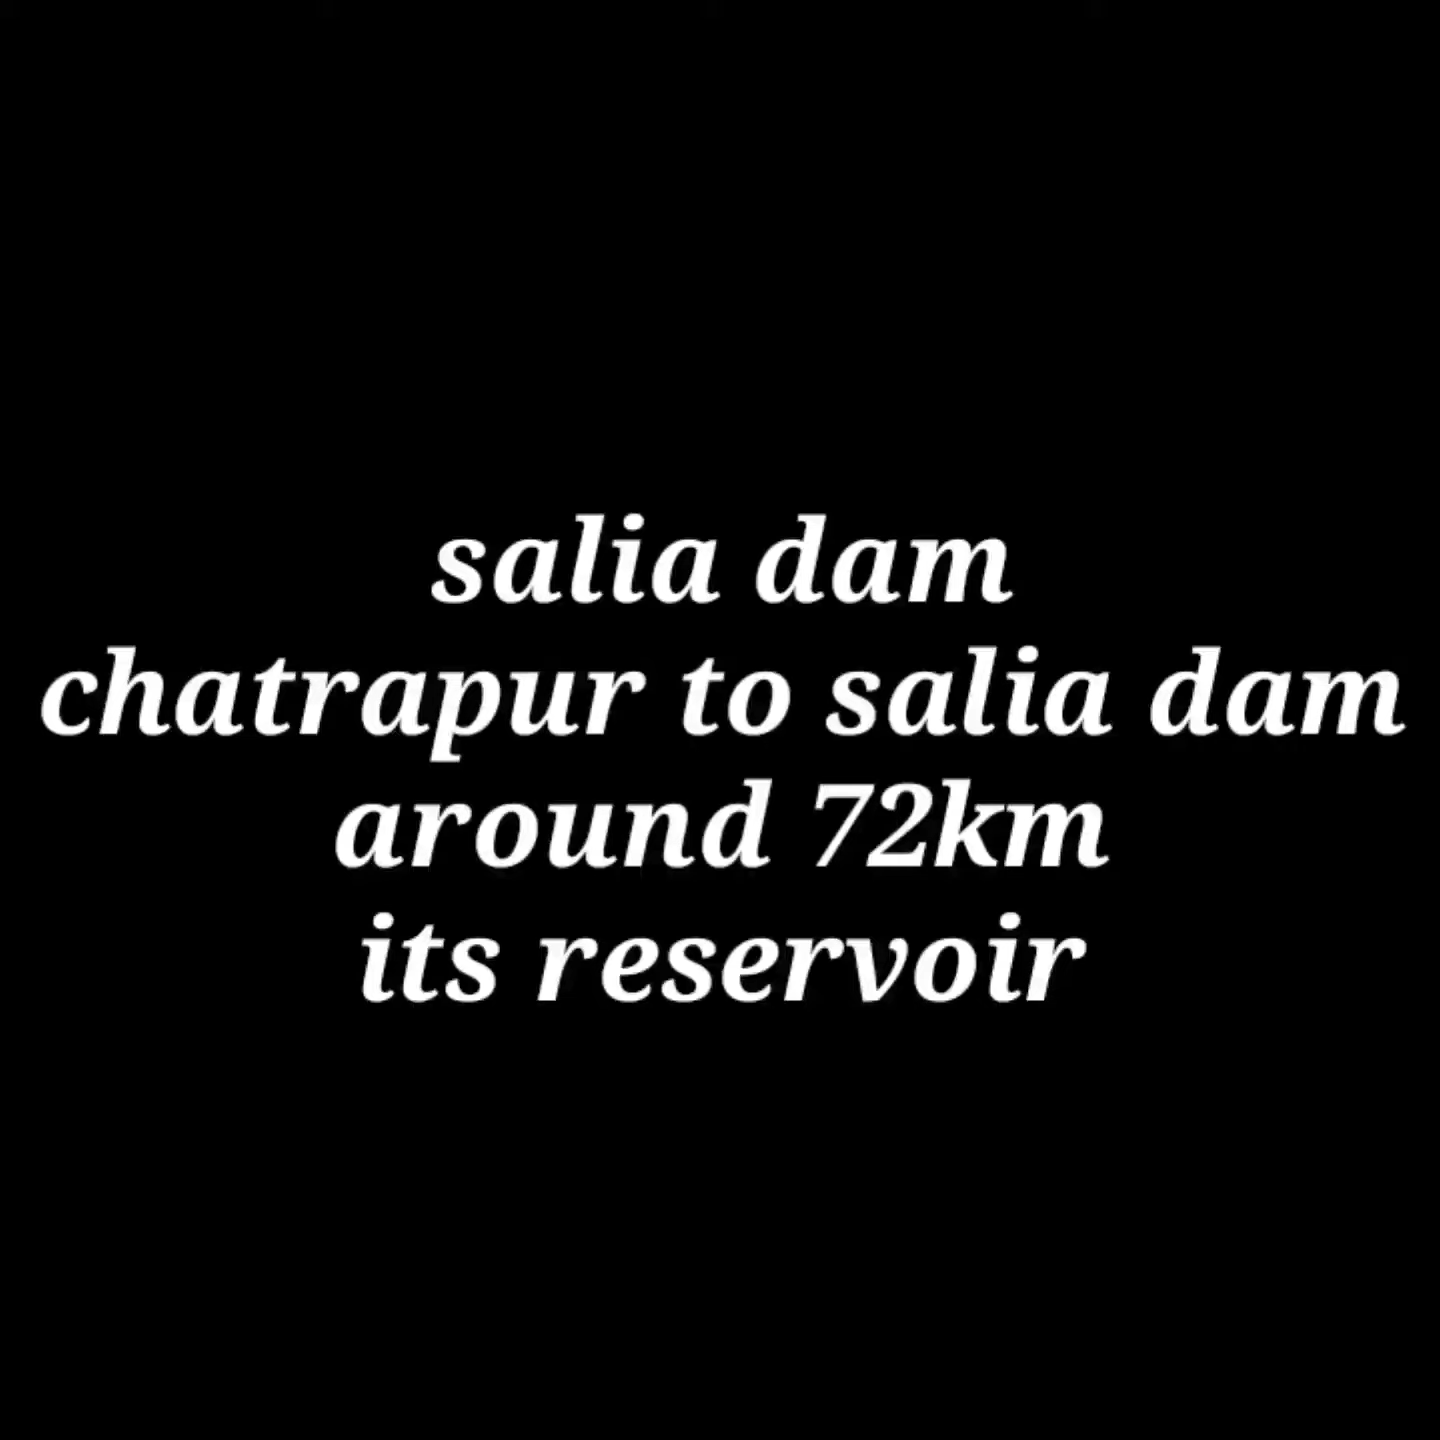 salia dam
chatrapur to salia dam
around 72km
its reservoir